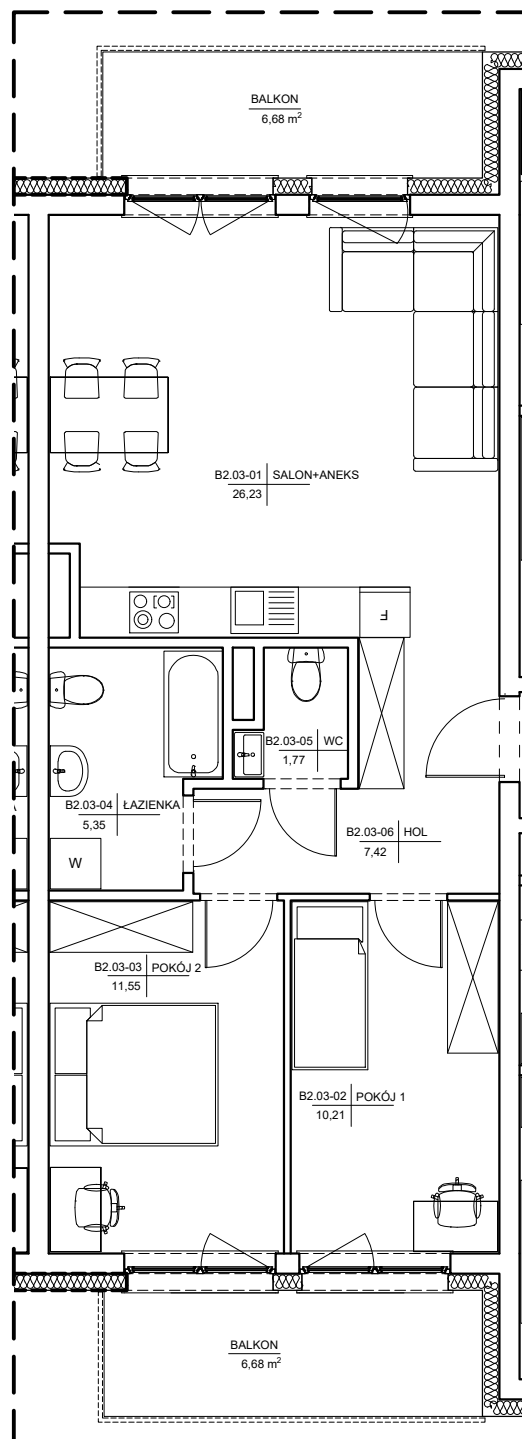 BALKON
6,68 m²
B2.03-01 SALON+ANEKS
26,23
F
B2.03-05 WC
1,77
B2.03-04 ŁAZIENKA
5,35
B2.03-06 HOL
7,42
W
B2.03-03 POKÓJ 2
11,55
B2.03-02 POKÓJ 1
10,21
BALKON
6,68 m²